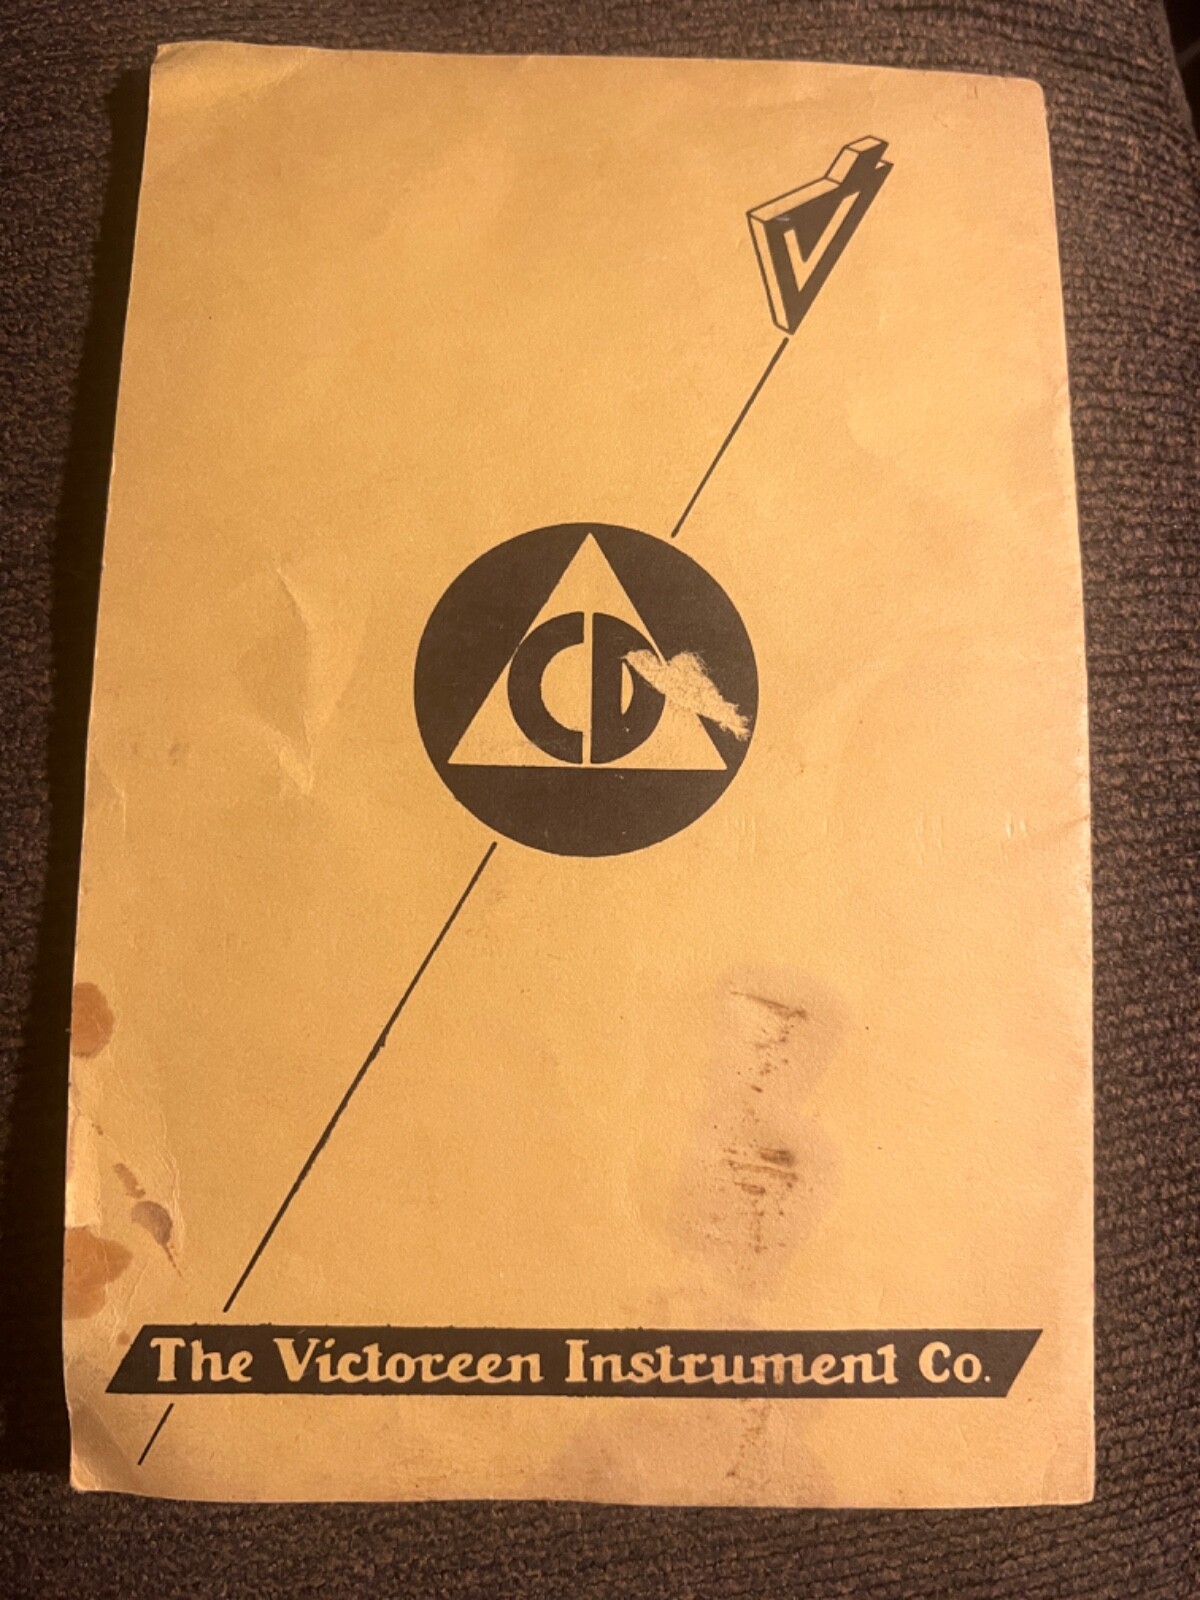 V
CD
The Victoreen Instrument Co.